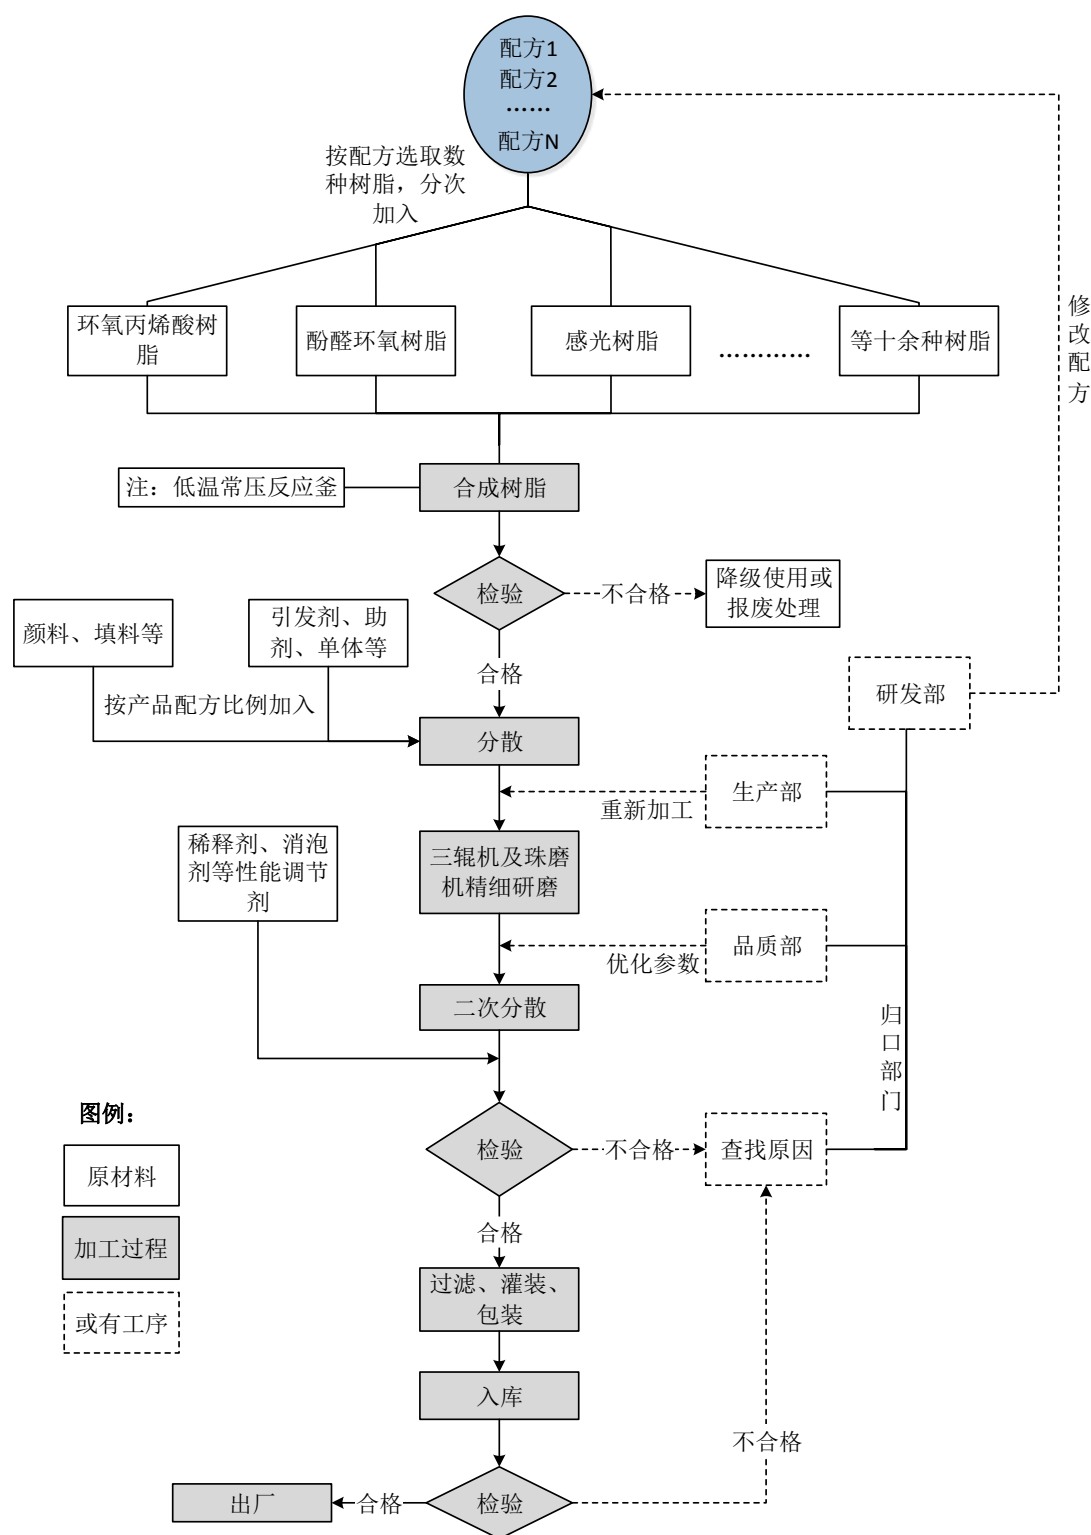 配方1
配方2
……
配方N
按配方选取数
种树脂，分次
加入
环氧丙烯酸树
脂
酚醛环氧树脂
感光树脂
…………
等十余种树脂
修
改
配
方
注：低温常压反应釜
合成树脂
检验
不合格
降级使用或
报废处理
颜料、填料等
引发剂、助
剂、单体等
合格
按产品配方比例加入
研发部
分散
生产部
重新加工
稀释剂、消泡
剂等性能调节
剂
三辊机及珠磨
机精细研磨
品质部
优化参数
二次分散
归
口
部
门
图例：
原材料
加工过程
或有工序
检验
不合格
查找原因
合格
过滤、灌装、
包装
入库
不合格
检验
合格
出厂